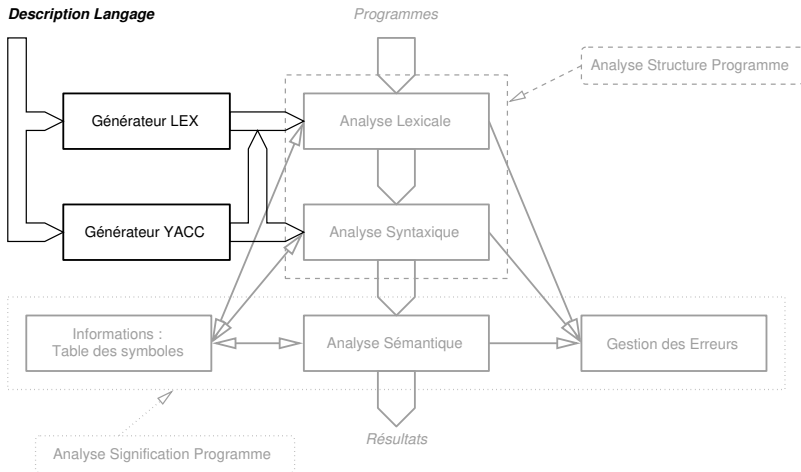 Description Langage
Programmes
Analyse Structure Programme
Générateur LEX
Analyse Lexicale
Générateur YACC
Analyse Syntaxique
Informations :
Table des symboles
Analyse Sémantique
Gestion des Erreurs
Résultats
Analyse Signification Programme